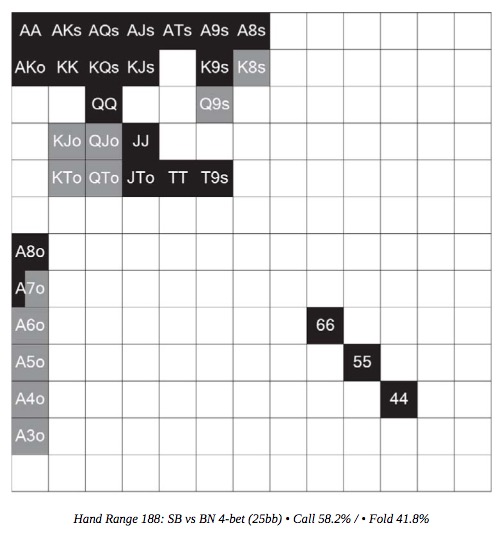 AA AKs AQs AJs ATs A9s A8s
AKo KK KQs KJs K9s K8s
QQ Q9s
KJo QJo JJ
KTo QTo JTo TT T9s
A8o
A7o
A6o 66
A5o 55
A4o 44
A3o
Hand Range 188: SB vs BN 4-bet (25bb) • Call 58.2% / • Fold 41.8%